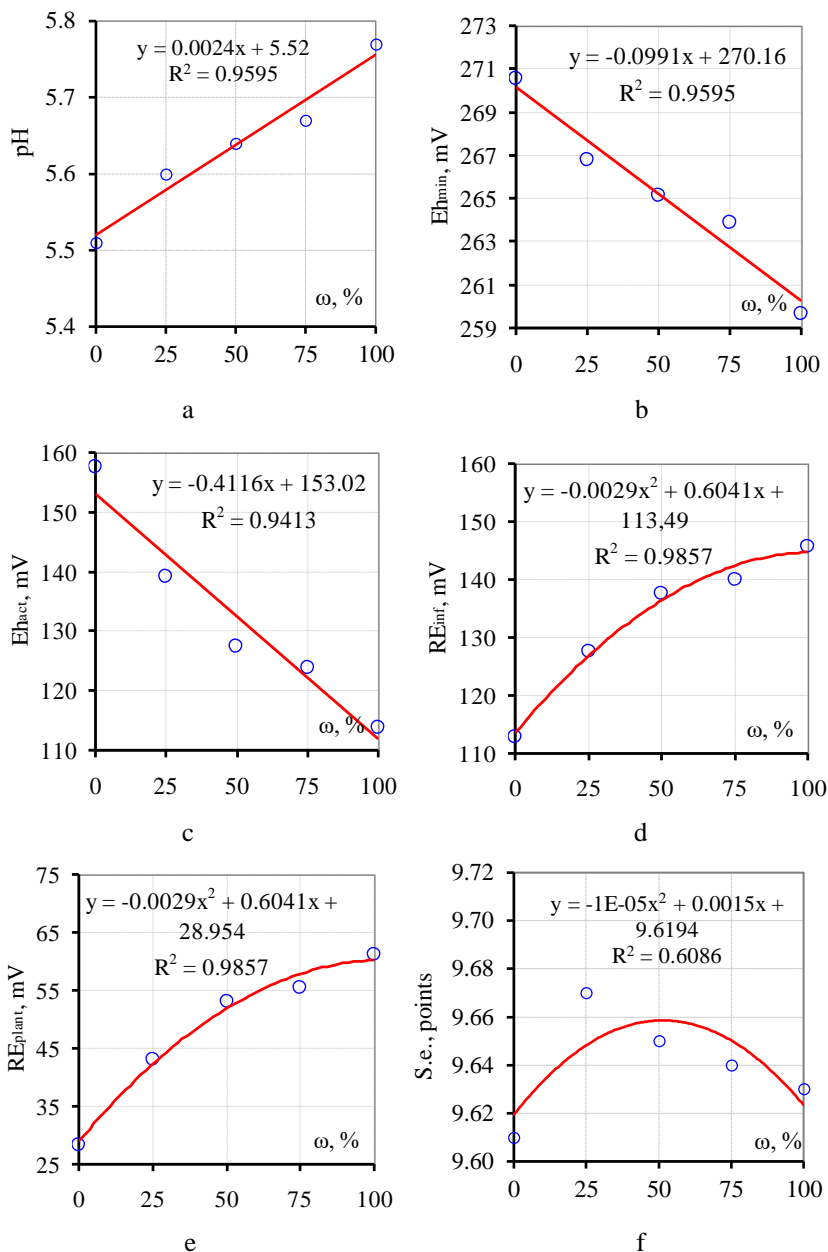 5.8
5.7
5.6
5.5
5.4
pH
y = 0.0024x + 5.52
R² = 0.9595
ω, %
0 25 50 75 100
a
273
271
269
267
265
263
261
259
Ehmin, mV
y = -0.0991x + 270.16
R² = 0.9595
ω, %
0 25 50 75 100
b
160
150
140
130
120
110
Ehact, mV
y = -0.4116x + 153.02
R² = 0.9413
ω, %
0 25 50 75 100
c
160
150
140
130
120
110
REinf, mV
y = -0.0029x² + 0.6041x +
113,49
R² = 0.9857
ω, %
0 25 50 75 100
d
75
65
55
45
35
25
REplant, mV
y = -0.0029x² + 0.6041x +
28.954
R² = 0.9857
ω, %
0 25 50 75 100
e
9.72
9.70
9.68
9.66
9.64
9.62
9.60
S.e., points
y = -1E-05x² + 0.0015x +
9.6194
R² = 0.6086
ω, %
0 25 50 75 100
f